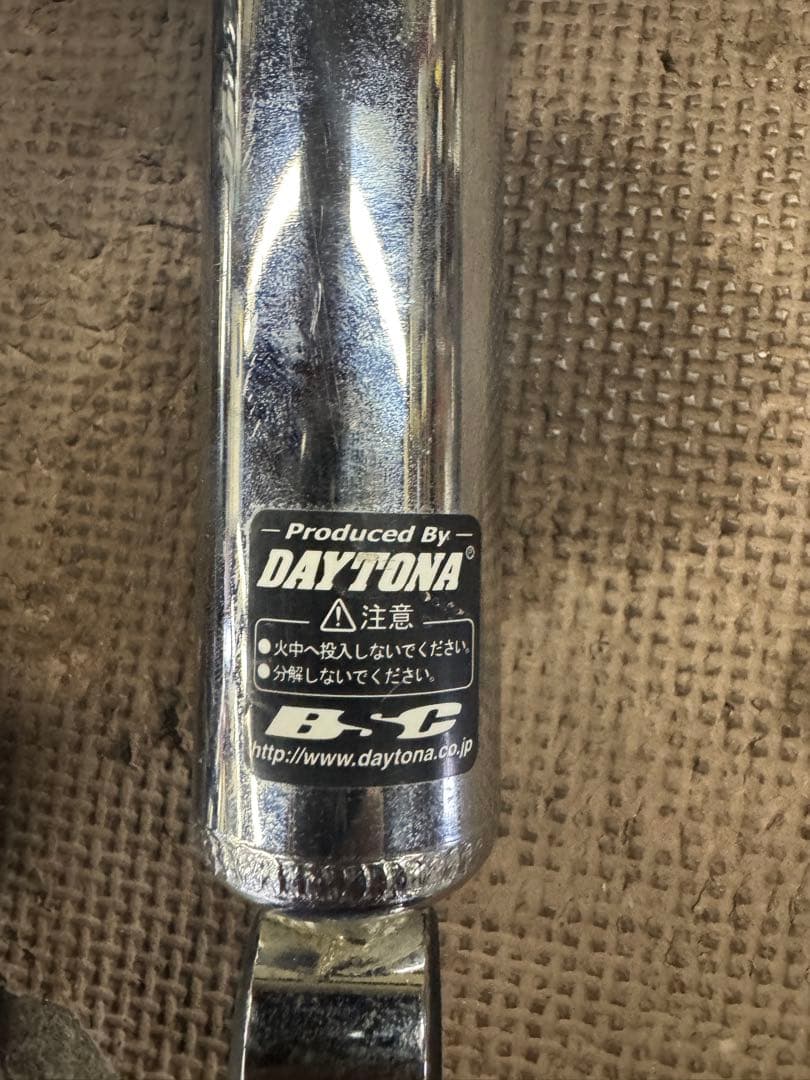 Produced By
DAYTONA®
注意
●火中へ投入しないでください。
●分解しないでください。
BSC
http://www.daytona.co.jp